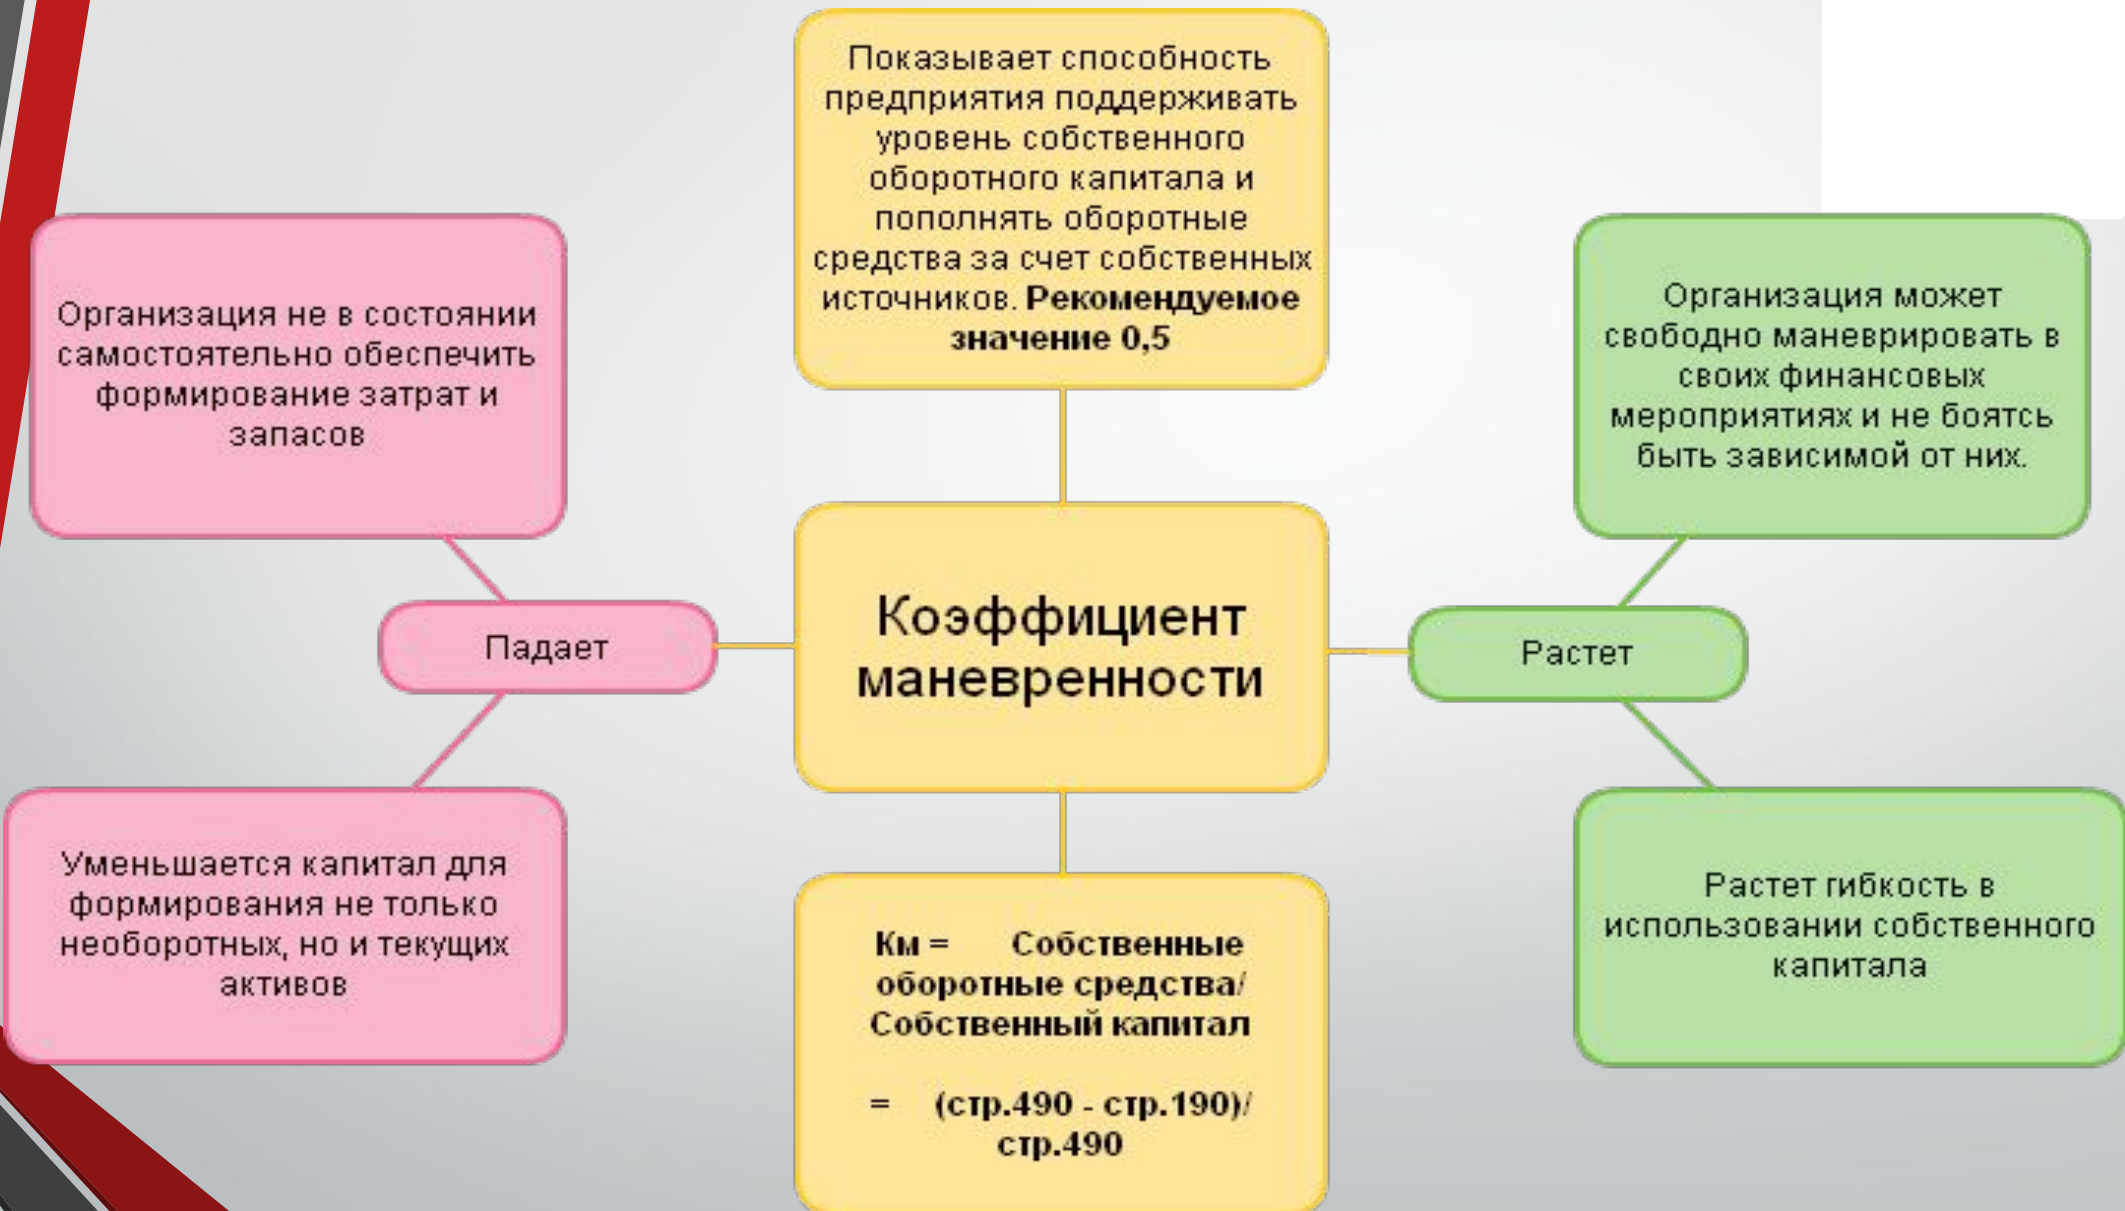 Показывает способность
предприятия поддерживать
уровень собственного
оборотного капитала и
пополнять оборотные
средства за счет собственных
источников. Рекомендуемое
значение 0,5
Организация не в состоянии
самостоятельно обеспечить
формирование затрат и
запасов
Организация может
свободно маневрировать в
своих финансовых
мероприятиях и не боятсь
быть зависимой от них.
Падает
Коэффициент
маневренности
Растет
Уменьшается капитал для
формирования не только
необоротных, но и текущих
активов
Км = Собственные
оборотные средства/
Собственный капитал
= (стр.490 - стр.190)/
стр.490
Растет гибкость в
использовании собственного
капитала